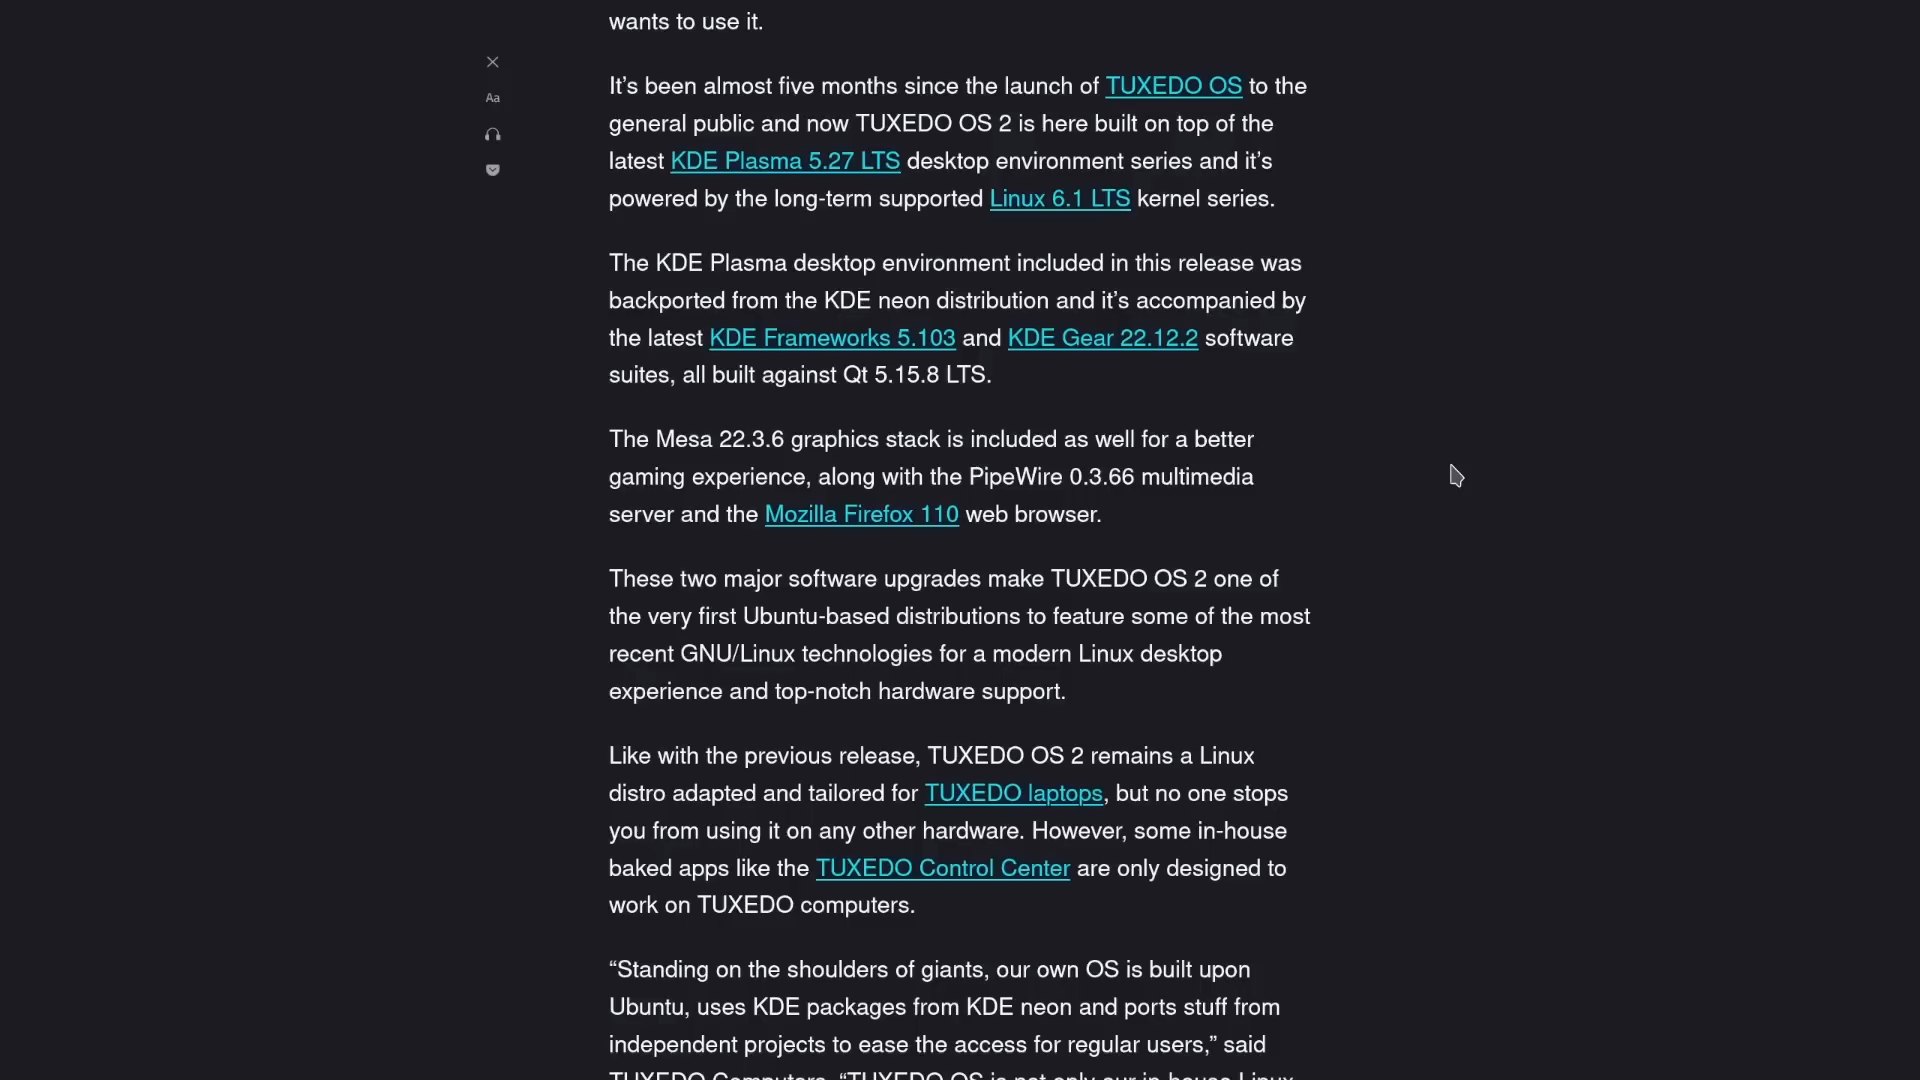 wants to use it.
Aa
It’s been almost five months since the launch of TUXEDO OS to the
general public and now TUXEDO OS 2 is here built on top of the
latest KDE Plasma 5.27 LTS desktop environment series and it’s
powered by the long-term supported Linux 6.1 LTS kernel series.
The KDE Plasma desktop environment included in this release was
backported from the KDE neon distribution and it’s accompanied by
the latest KDE Frameworks 5.103 and KDE Gear 22.12.2 software
suites, all built against Qt 5.15.8 LTS.
The Mesa 22.3.6 graphics stack is included as well for a better
gaming experience, along with the PipeWire 0.3.66 multimedia
server and the Mozilla Firefox 110 web browser.
These two major software upgrades make TUXEDO OS 2 one of
the very first Ubuntu-based distributions to feature some of the most
recent GNU/Linux technologies for a modern Linux desktop
experience and top-notch hardware support.
Like with the previous release, TUXEDO OS 2 remains a Linux
distro adapted and tailored for TUXEDO laptops, but no one stops
you from using it on any other hardware. However, some in-house
baked apps like the TUXEDO Control Center are only designed to
work on TUXEDO computers.
“Standing on the shoulders of giants, our own OS is built upon
Ubuntu, uses KDE packages from KDE neon and ports stuff from
independent projects to ease the access for regular users,” said
TUXEDO Computers. “TUXEDO OS is not only our in-house Linux